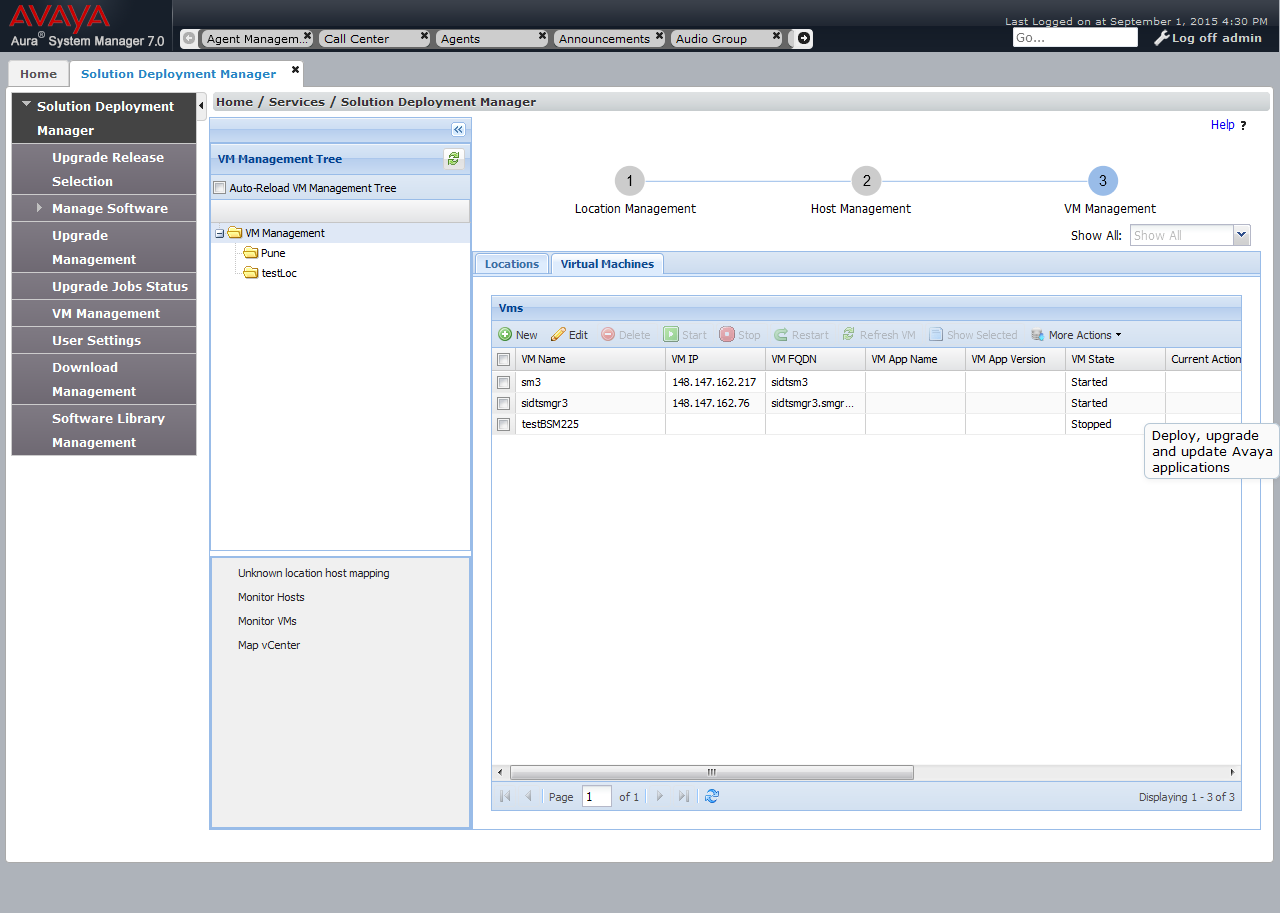 AVAYA
Aura® System Manager 7.0
Last Logged on at September 1, 2015 4:30 PM
Agent Managem... Call Center Agents Announcements Audio Group
Go...
Log off admin
Home Solution Deployment Manager
Solution Deployment
Manager
Upgrade Release
Selection
Manage Software
Upgrade
Management
Upgrade Jobs Status
VM Management
User Settings
Download
Management
Software Library
Management
Home / Services / Solution Deployment Manager
Help ?
VM Management Tree
Auto-Reload VM Management Tree
VM Management
Pune
testLoc
Unknown location host mapping
Monitor Hosts
Monitor VMs
Map vCenter
1 2 3
Location Management Host Management VM Management
Show All: Show All
Locations Virtual Machines
Vms
New Edit Delete Start Stop Restart Refresh VM Show Selected More Actions
VM Name VM IP VM FQDN VM App Name VM App Version VM State Current Action
sm3 148.147.162.217 sidtsm3 Started
sidtsmgr3 148.147.162.76 sidtsmgr3.smgr... Started
testBSM225 Stopped
Deploy, upgrade
and update Avaya
applications
Page 1 of 1 Displaying 1 - 3 of 3